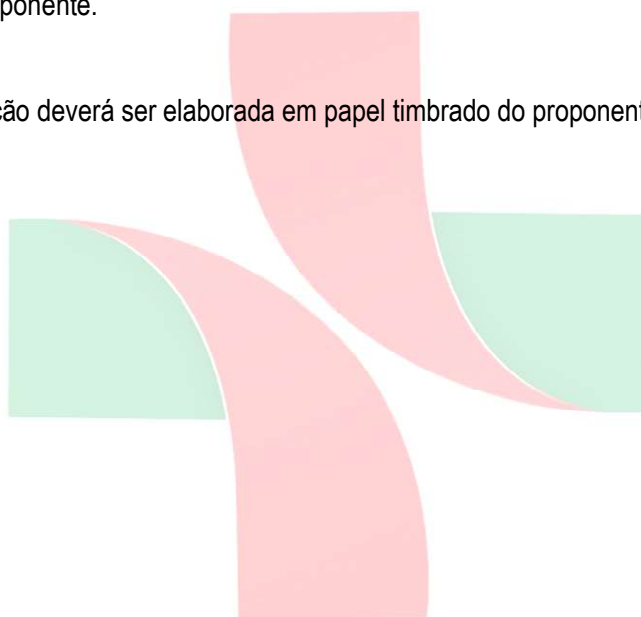 ponente.
ção deverá ser elaborada em papel timbrado do proponent